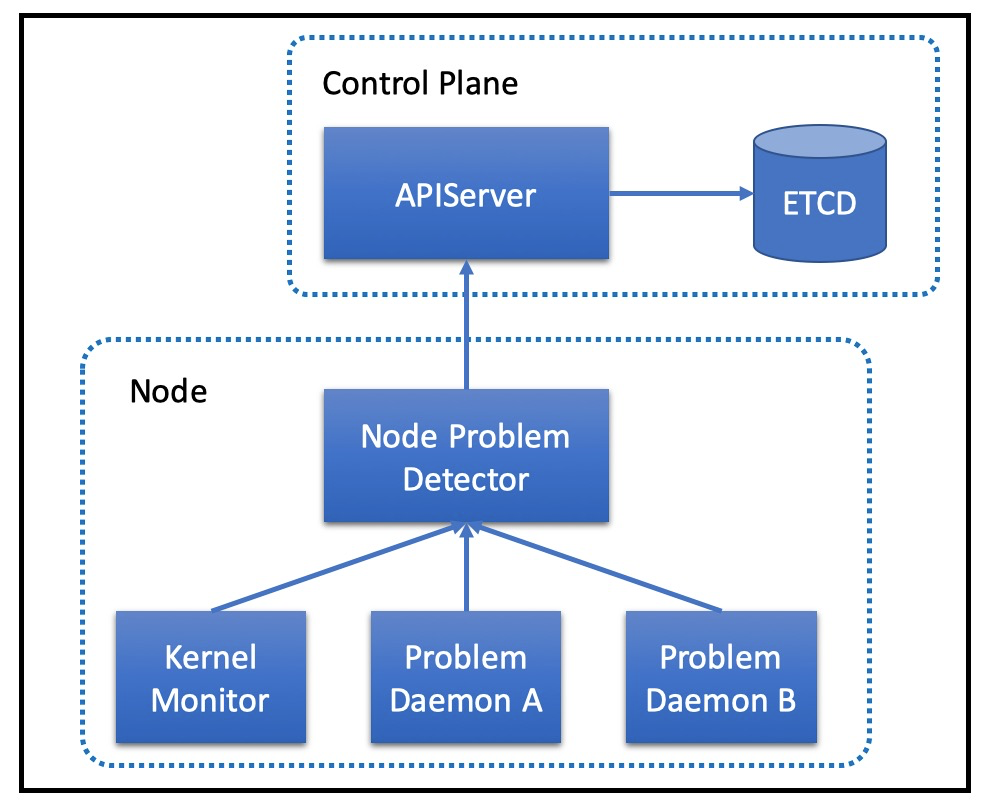 Control Plane
APIServer
ETCD
Node
Node Problem
Detector
Kernel
Monitor
Problem
Daemon A
Problem
Daemon B